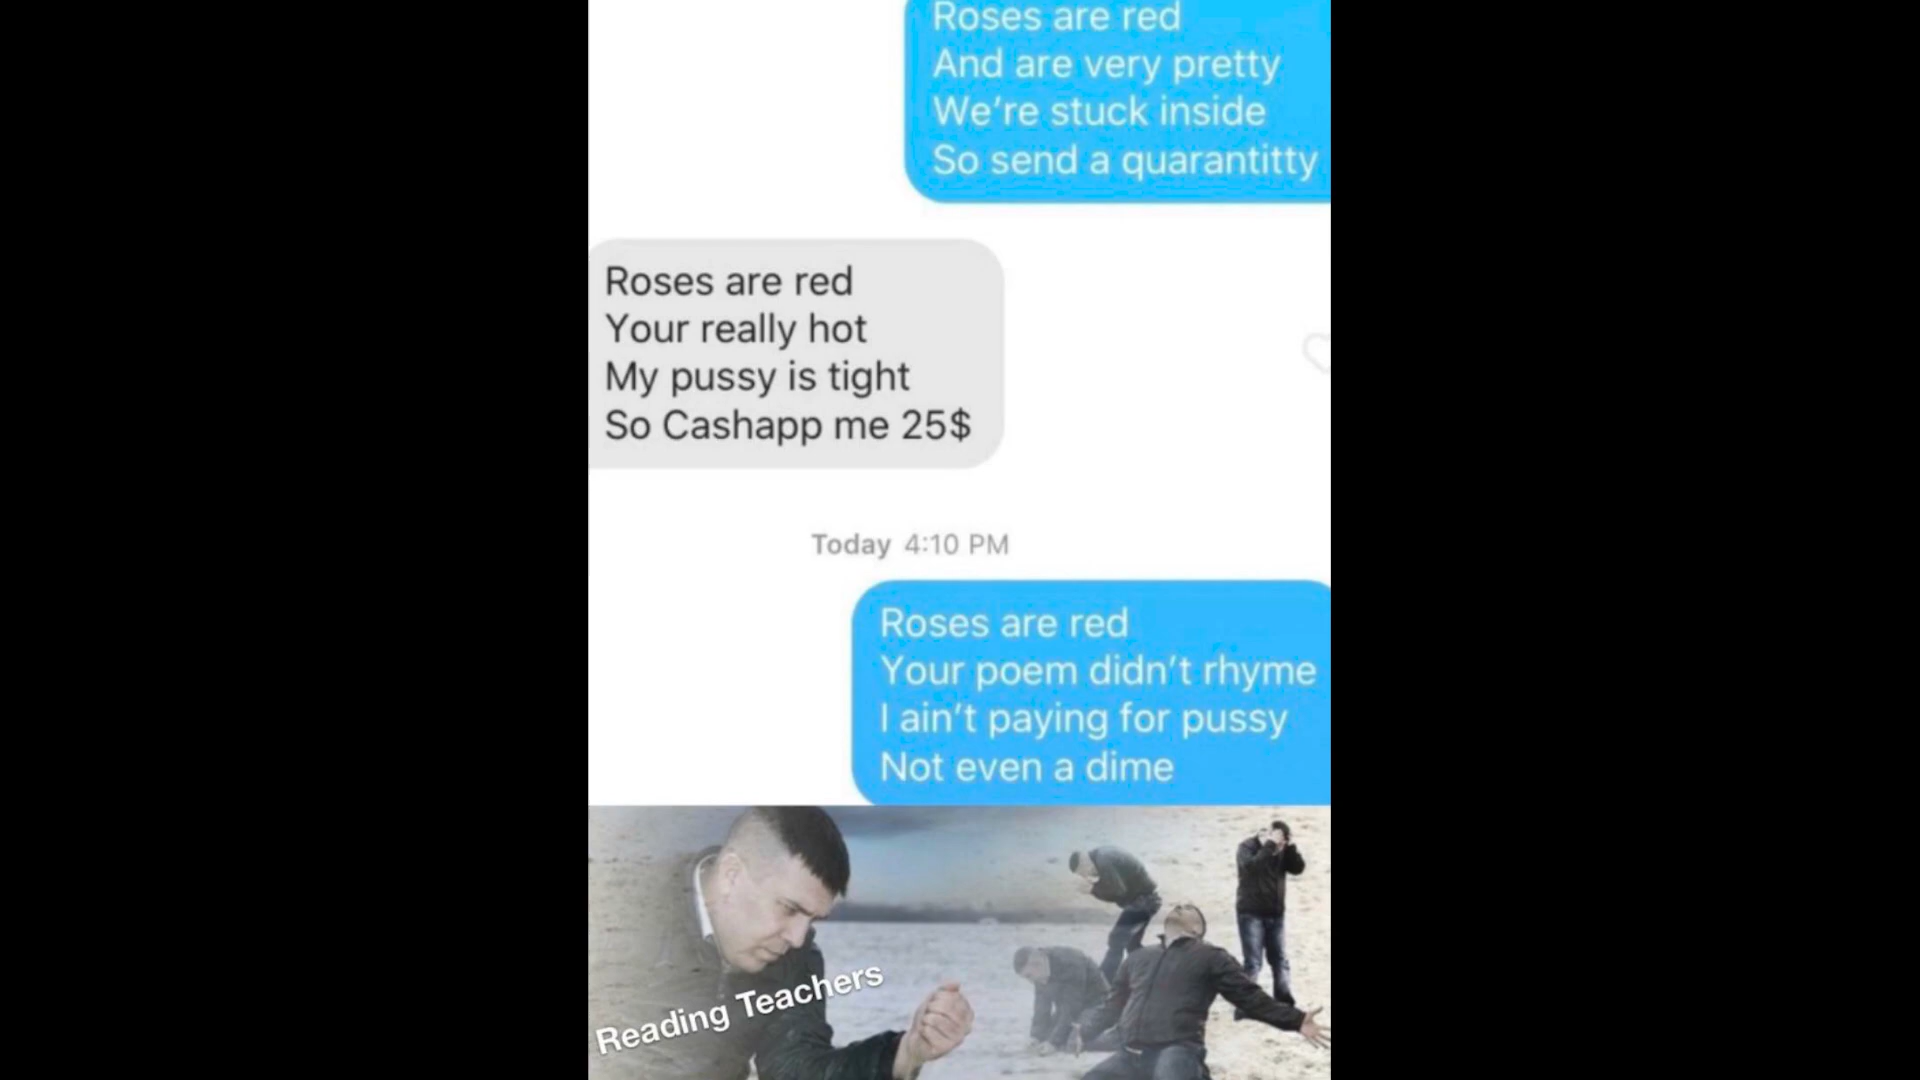 Roses are red
And are very pretty
We're stuck inside
So send a quarantitty
Roses are red
Your really hot
My pussy is tight
So Cashapp me 25$
Today 4:10 PM
Roses are red
Your poem didn't rhyme
I ain't paying for pussy
Not even a dime
Reading Teachers